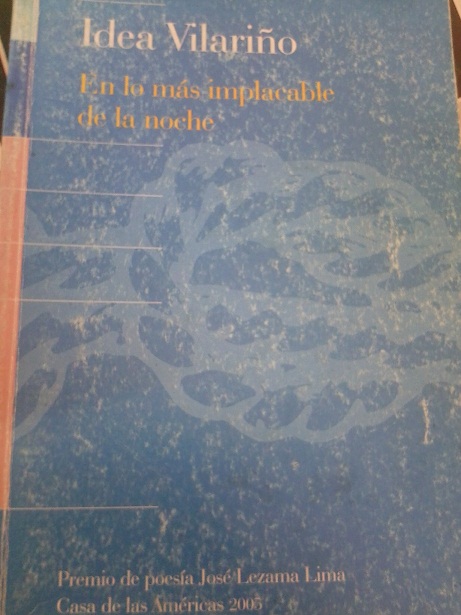 Idea Vilariño
En lo más implacable
de la noche
Premio de poesía José Lezama Lima
Casa de las Américas 2005